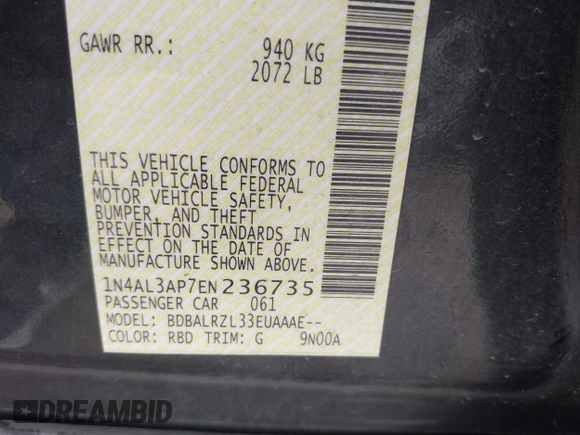 GAWR RR.: 940 KG
2072 LB
THIS VEHICLE CONFORMS TO
ALL APPLICABLE FEDERAL
MOTOR VEHICLE SAFETY,
BUMPER, AND THEFT
PREVENTION STANDARDS IN
EFFECT ON THE DATE OF
MANUFACTURE SHOWN ABOVE.
1N4AL3AP7EN236735
PASSENGER CAR 061
MODEL: BDBALRZL33EUAAAE--
COLOR: RBD TRIM: G 9N00A
DREAMBID